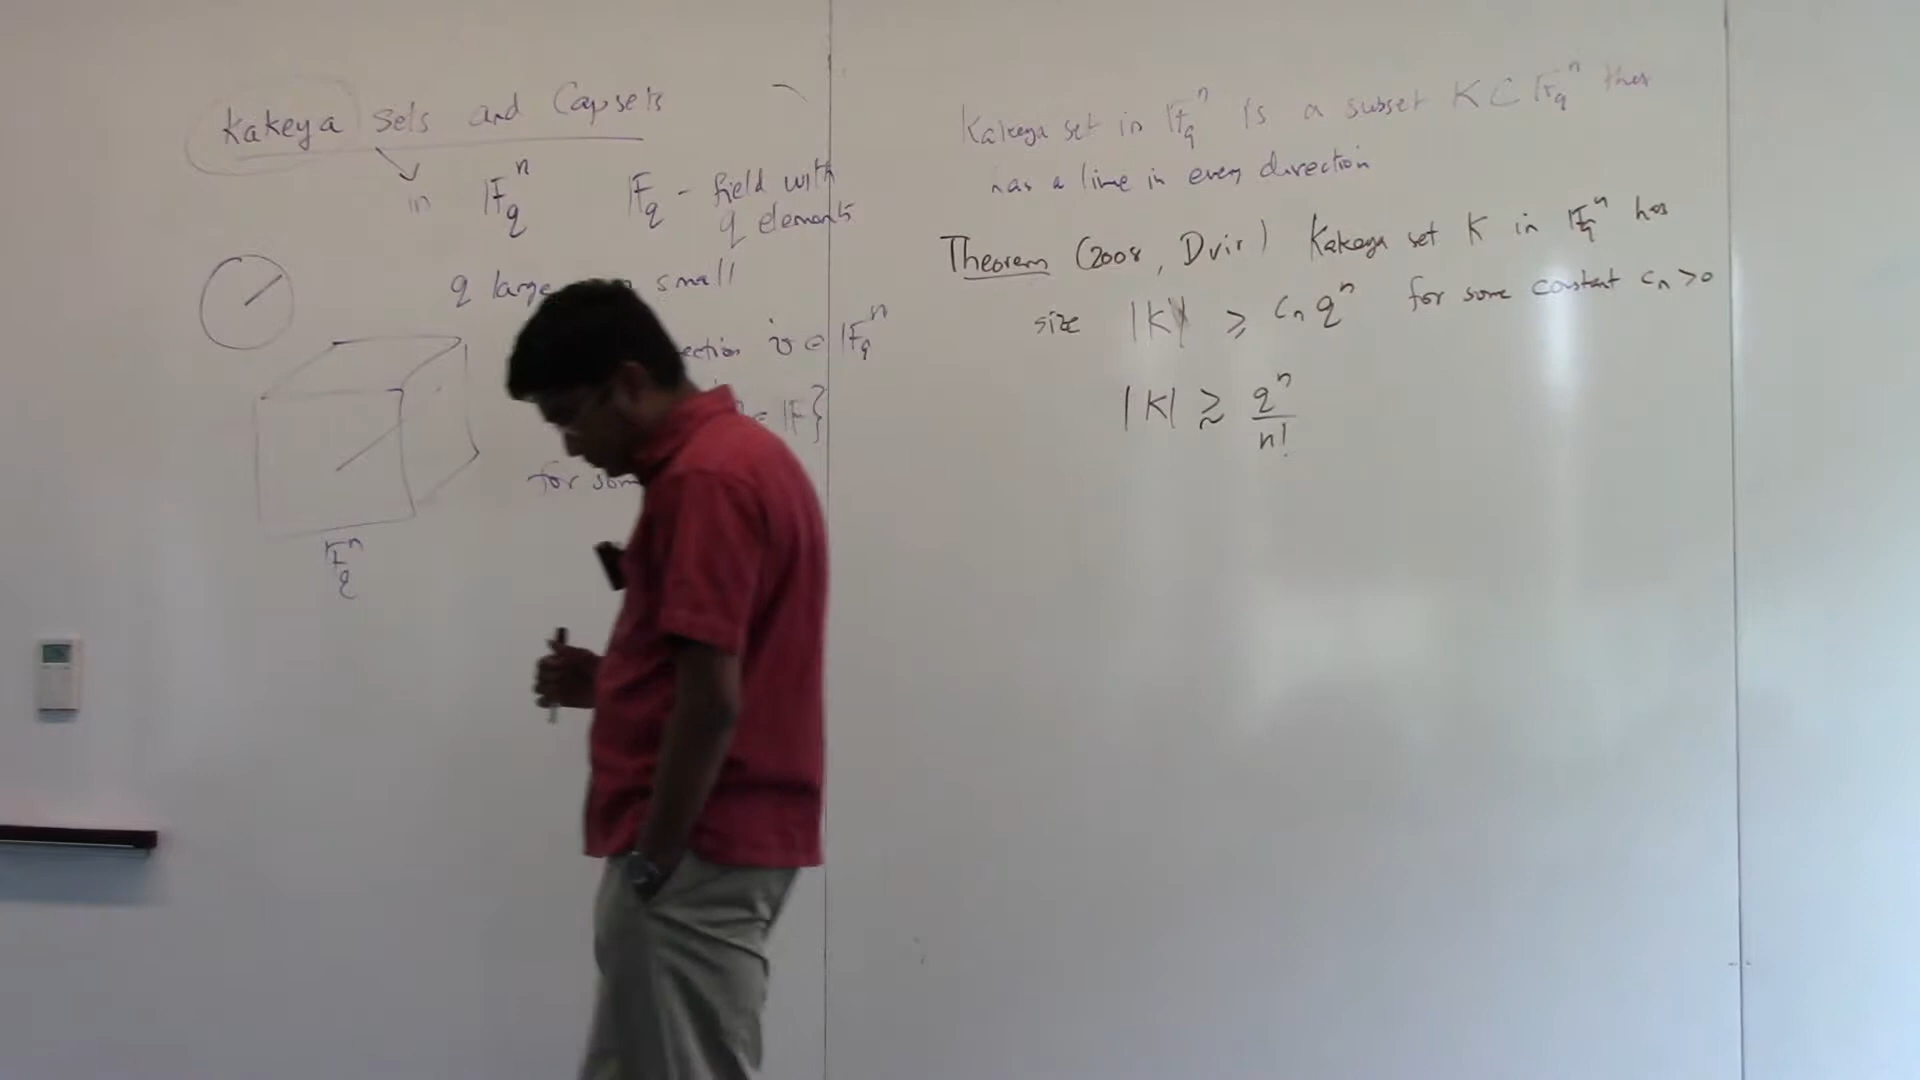 Kakeya Sets and Capsets
in 𝔽_q^n 𝔽_q - field with
q elements
q large small
v ∈ 𝔽_q^n
∈ 𝔽}
for som
𝔽_q^n
Kakeya set in 𝔽_q^n is a subset K ⊂ 𝔽_q^n that
has a line in every direction
Theorem (2008, Dvir) Kakeya set K in 𝔽_q^n has
size |K| ≥ c_n q^n for some constant c_n > 0
|K| ≳ q^n / n!